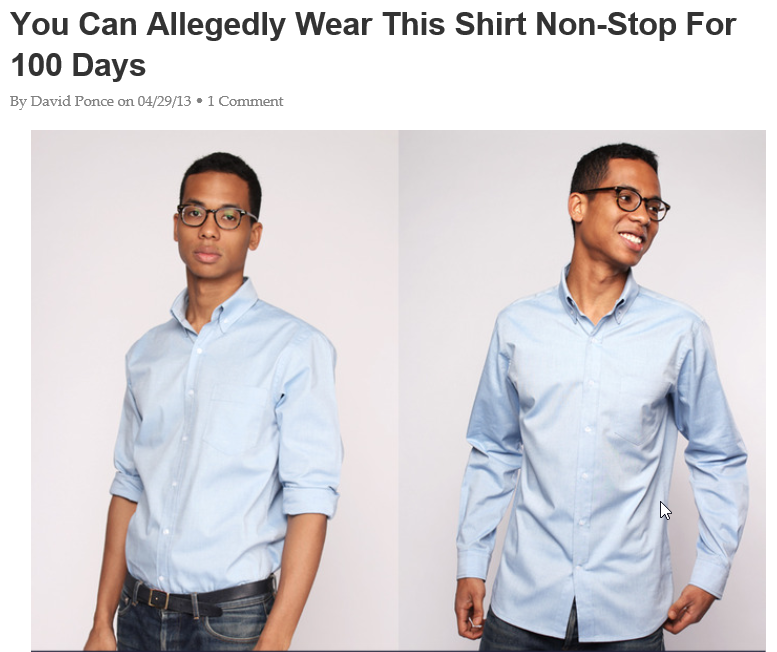 You Can Allegedly Wear This Shirt Non-Stop For
100 Days
By David Ponce on 04/29/13 • 1 Comment